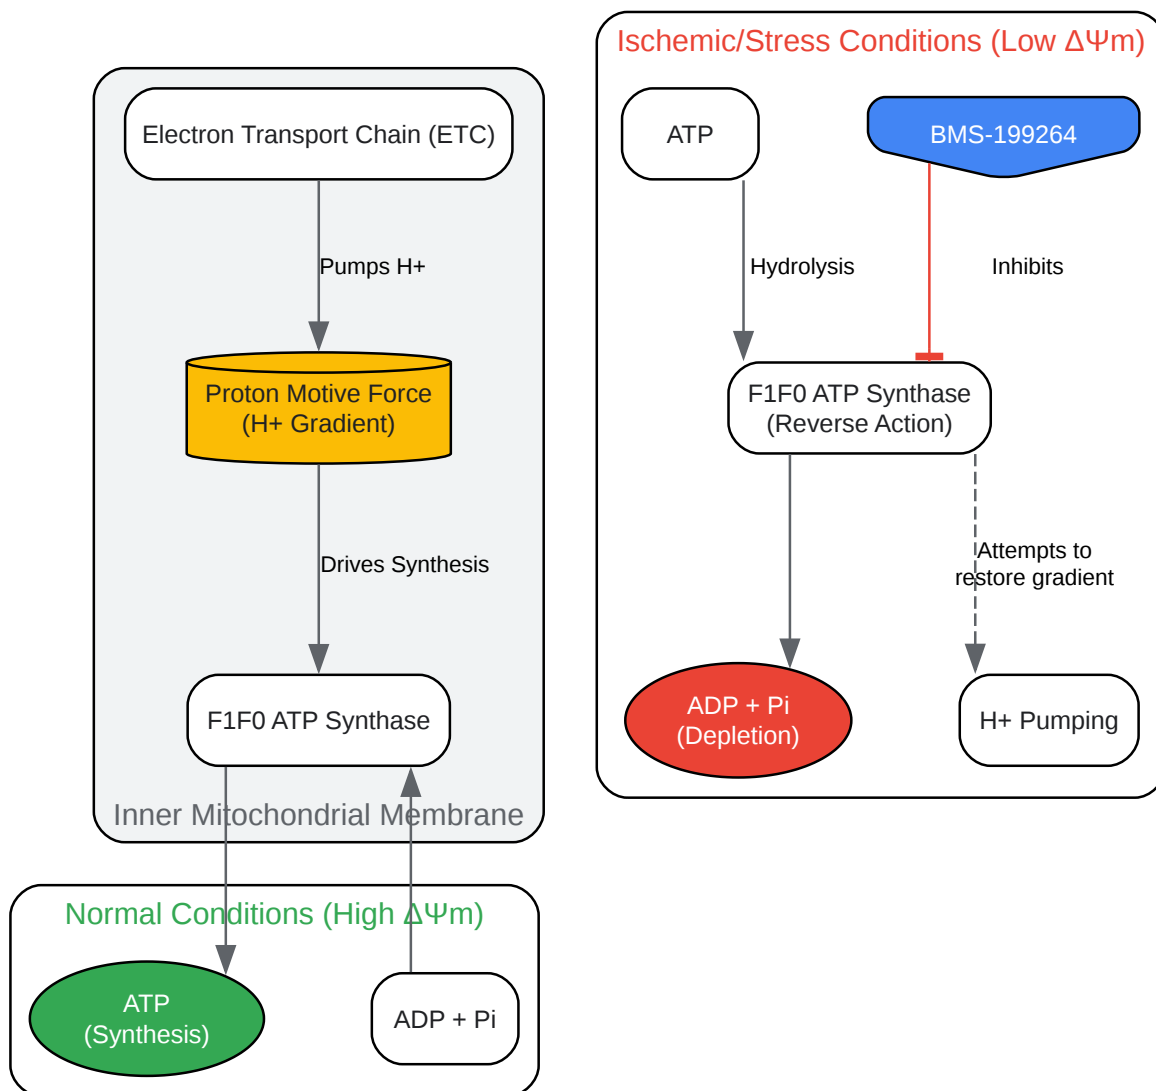 Electron Transport Chain (ETC)
Pumps H+
Proton Motive Force
(H+ Gradient)
Drives Synthesis
F1F0 ATP Synthase
Inner Mitochondrial Membrane
Normal Conditions (High ΔΨm)
ATP
(Synthesis)
ADP + Pi
Ischemic/Stress Conditions (Low ΔΨm)
ATP
BMS-199264
Hydrolysis
Inhibits
F1F0 ATP Synthase
(Reverse Action)
Attempts to
restore gradient
ADP + Pi
(Depletion)
H+ Pumping